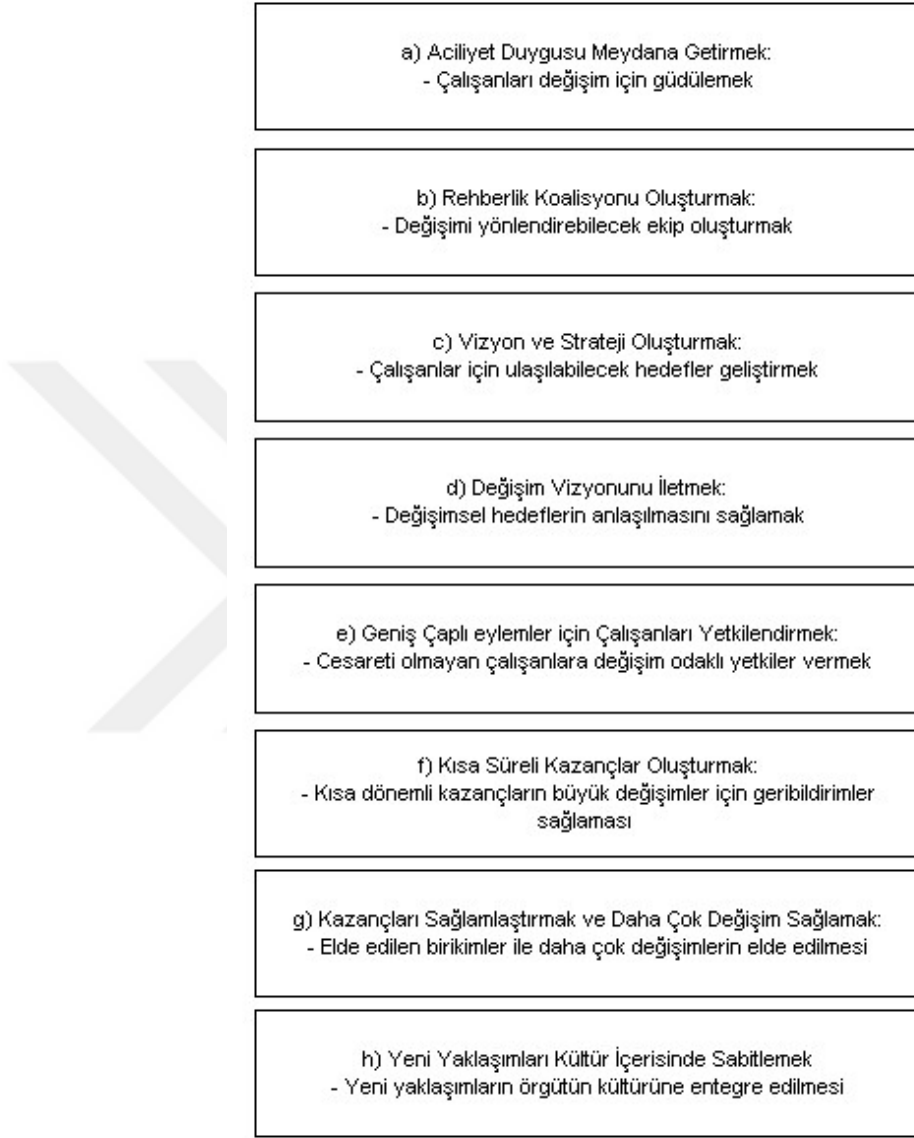 a) Aciliyet Duygusu Meydana Getirmek:
- Çalışanları değişim için güdülemek
b) Rehberlik Koalisyonu Oluşturmak:
- Değişimi yönlendirebilecek ekip oluşturmak
c) Vizyon ve Strateji Oluşturmak:
- Çalışanlar için ulaşılabilecek hedefler geliştirmek
d) Değişim Vizyonunu İletmek:
- Değişimsel hedeflerin anlaşılmasını sağlamak
e) Geniş Çaplı eylemler için Çalışanları Yetkilendirmek:
- Cesareti olmayan çalışanlara değişim odaklı yetkiler vermek
f) Kısa Süreli Kazançlar Oluşturmak:
- Kısa dönemli kazançların büyük değişimler için geribildirimler
sağlaması
g) Kazançları Sağlamlaştırmak ve Daha Çok Değişim Sağlamak:
- Elde edilen birikimler ile daha çok değişimlerin elde edilmesi
h) Yeni Yaklaşımları Kültür İçerisinde Sabitlemek
- Yeni yaklaşımların örgütün kültürüne entegre edilmesi